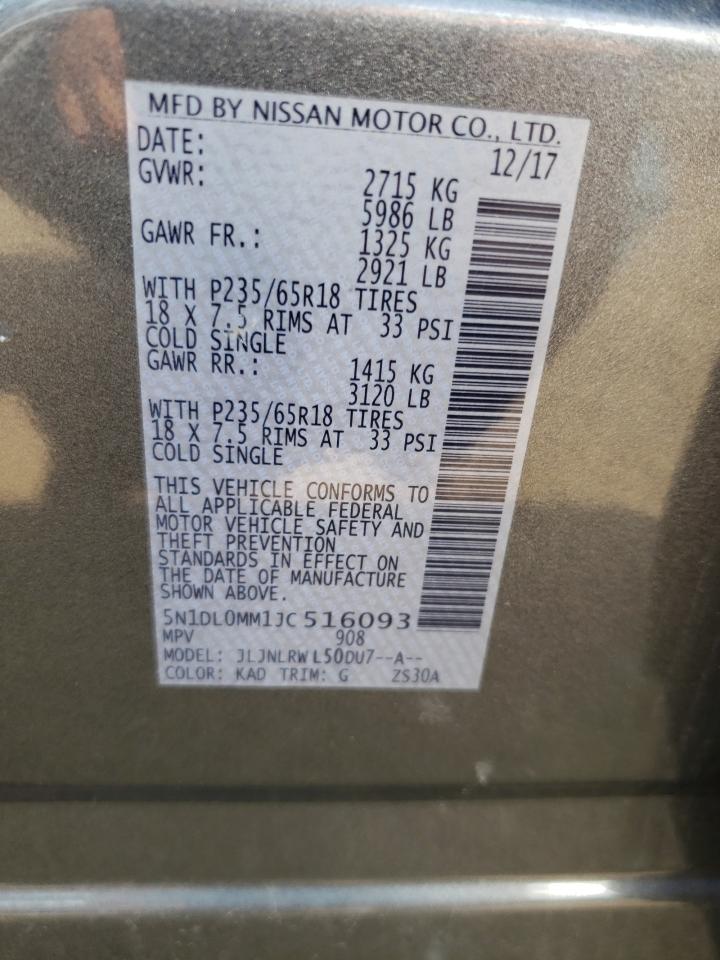 MFD BY NISSAN MOTOR CO., LTD.
DATE: 12/17
GVWR: 2715 KG
5986 LB
GAWR FR.: 1325 KG
2921 LB
WITH P235/65R18 TIRES
18 X 7.5 RIMS AT 33 PSI
COLD SINGLE
GAWR RR.: 1415 KG
3120 LB
WITH P235/65R18 TIRES
18 X 7.5 RIMS AT 33 PSI
COLD SINGLE
THIS VEHICLE CONFORMS TO
ALL APPLICABLE FEDERAL
MOTOR VEHICLE SAFETY AND
THEFT PREVENTION
STANDARDS IN EFFECT ON
THE DATE OF MANUFACTURE
SHOWN ABOVE.
5N1DL0MM1JC516093
MPV 908
MODEL: JLJNLRWL50DU7--A--
COLOR: KAD TRIM: G ZS30A